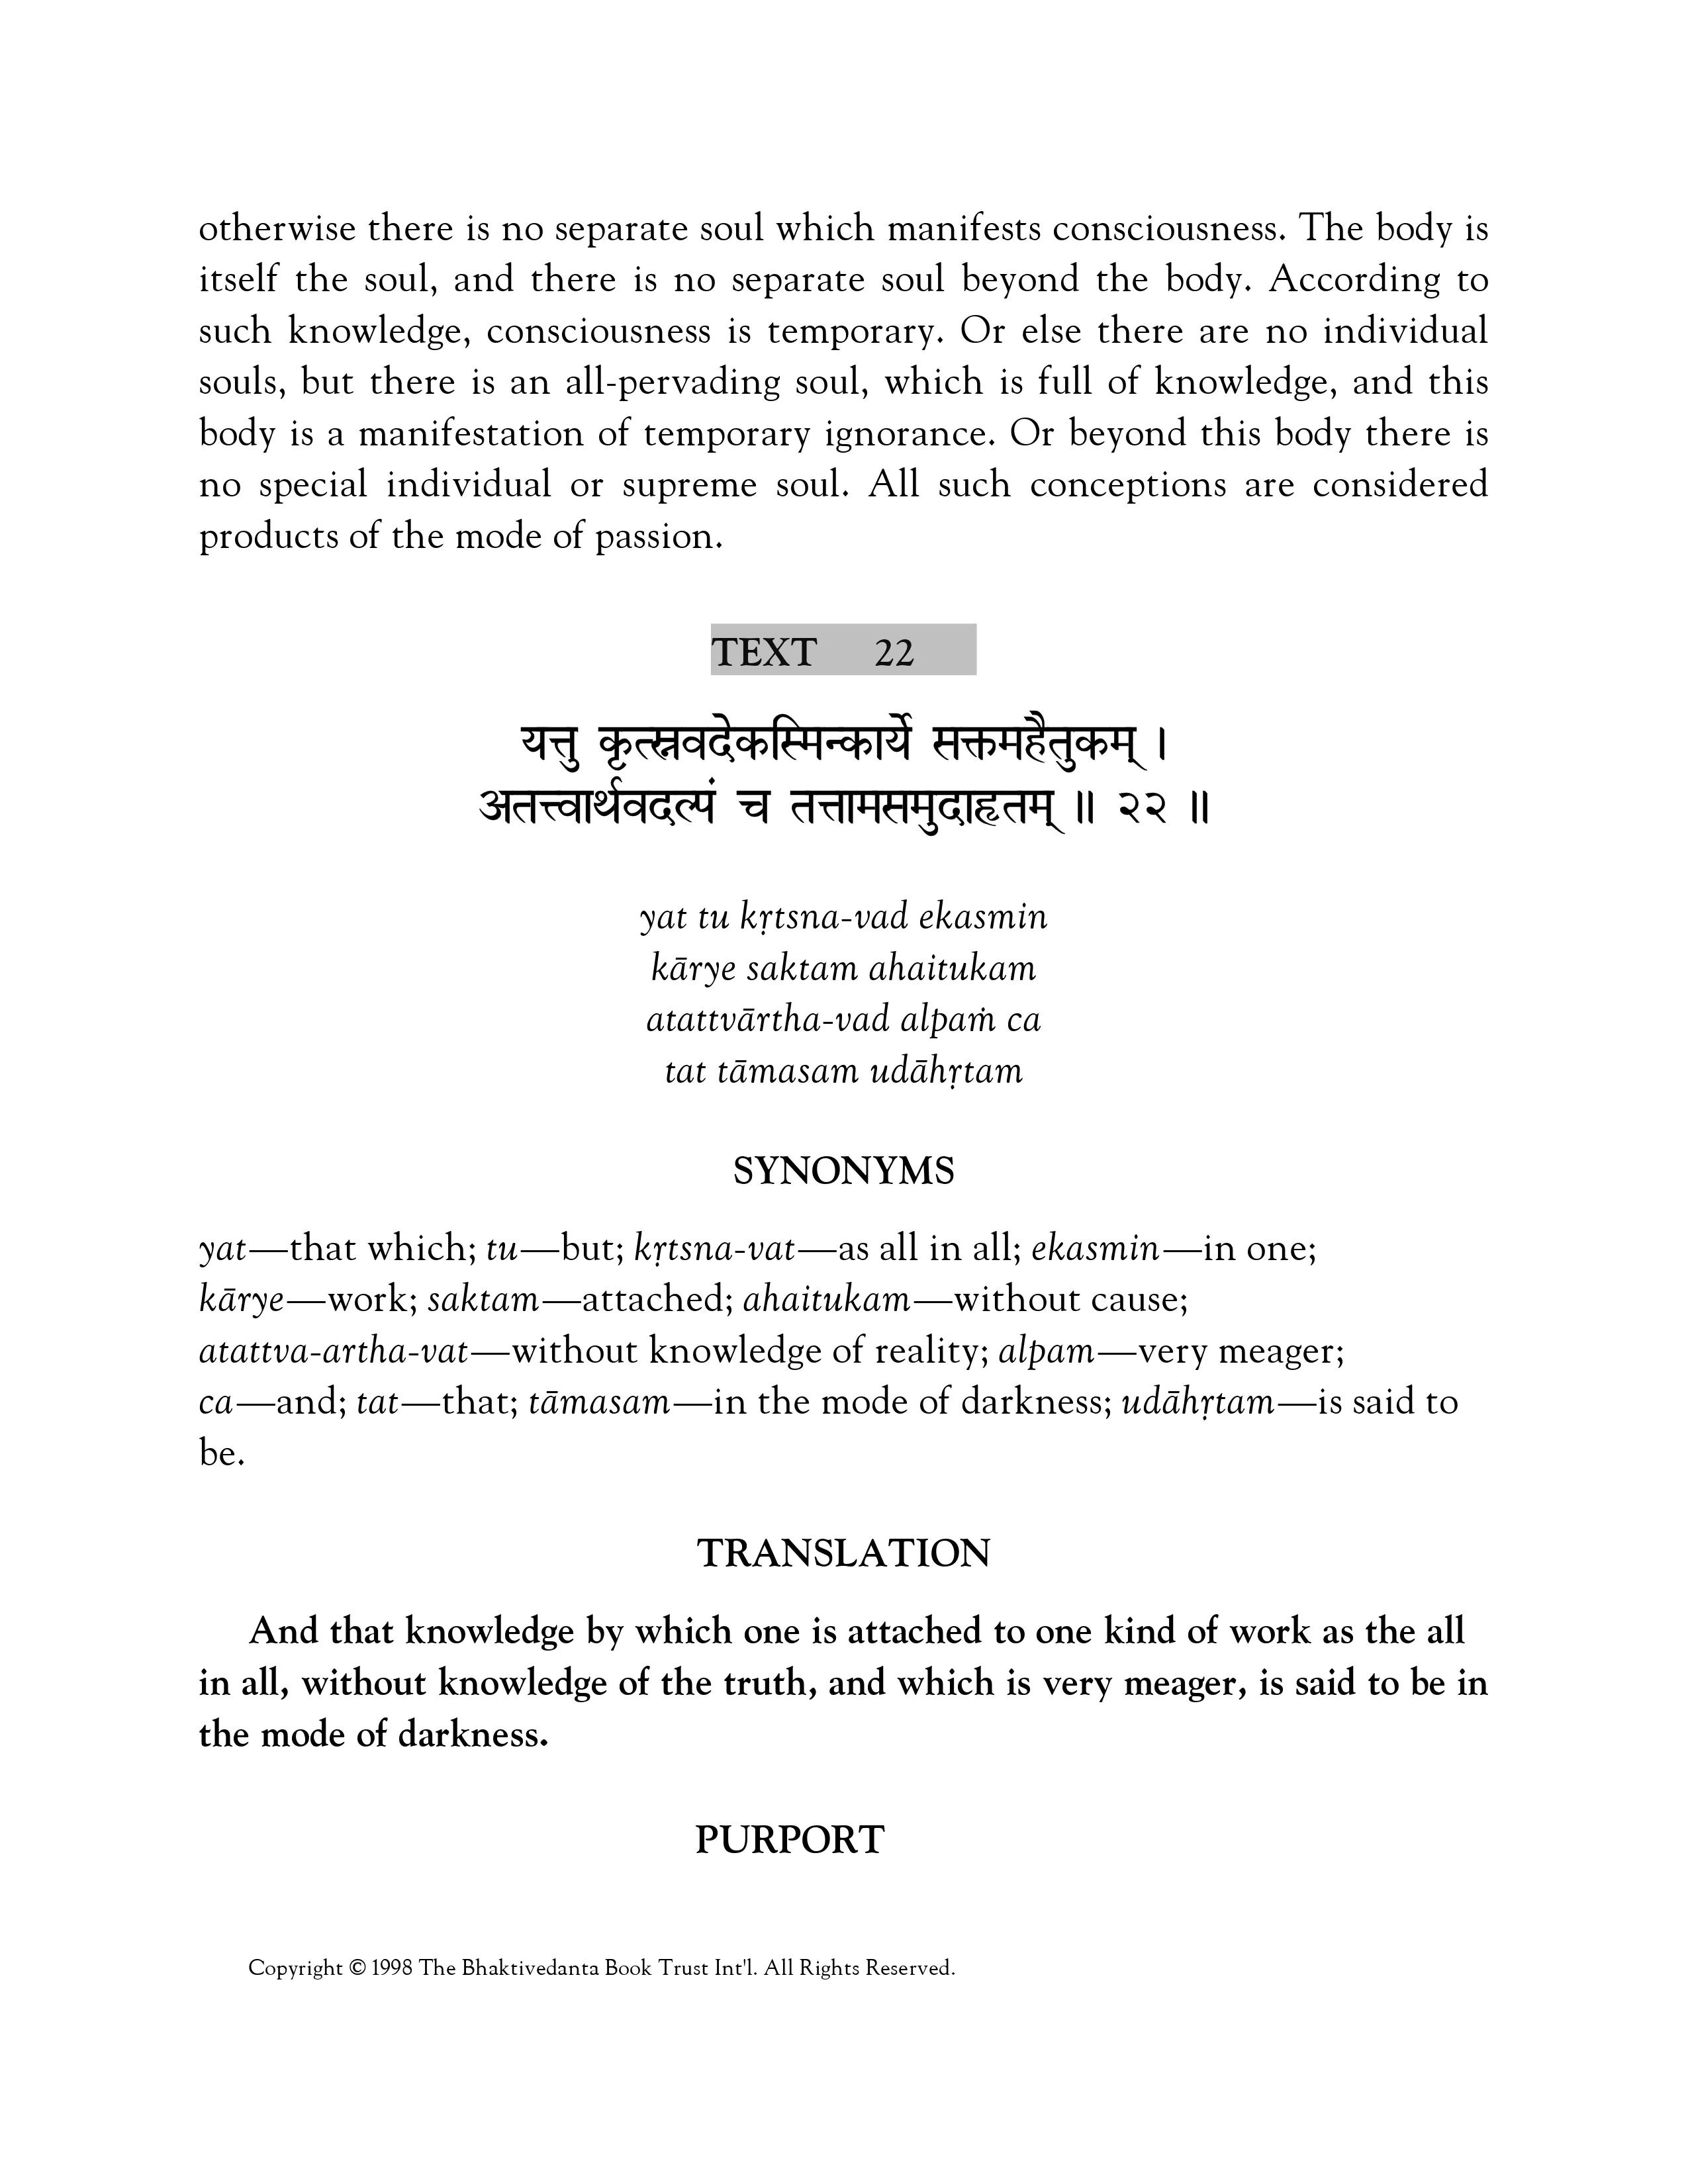 otherwise there is no separate soul which manifests consciousness. The body is
itself the soul, and there is no separate soul beyond the body. According to
such knowledge, consciousness is temporary. Or else there are no individual
souls, but there is an all-pervading soul, which is full of knowledge, and this
body is a manifestation of temporary ignorance. Or beyond this body there is
no special individual or supreme soul. All such conceptions are considered
products of the mode of passion.
TEXT 22
यत्तु कृत्स्नवदेकस्मिन्कार्ये सक्तमहैतुकम् ।
अतत्त्वार्थवदल्पं च तत्तामसमुदाहृतम् ॥ २२ ॥
yat tu kṛtsna-vad ekasmin
kārye saktam ahaitukam
atattvārtha-vad alpaṁ ca
tat tāmasam udāhṛtam
SYNONYMS
yat—that which; tu—but; kṛtsna-vat—as all in all; ekasmin—in one;
kārye—work; saktam—attached; ahaitukam—without cause;
atattva-artha-vat—without knowledge of reality; alpam—very meager;
ca—and; tat—that; tāmasam—in the mode of darkness; udāhṛtam—is said to
be.
TRANSLATION
And that knowledge by which one is attached to one kind of work as the all
in all, without knowledge of the truth, and which is very meager, is said to be in
the mode of darkness.
PURPORT
Copyright © 1998 The Bhaktivedanta Book Trust Int'l. All Rights Reserved.